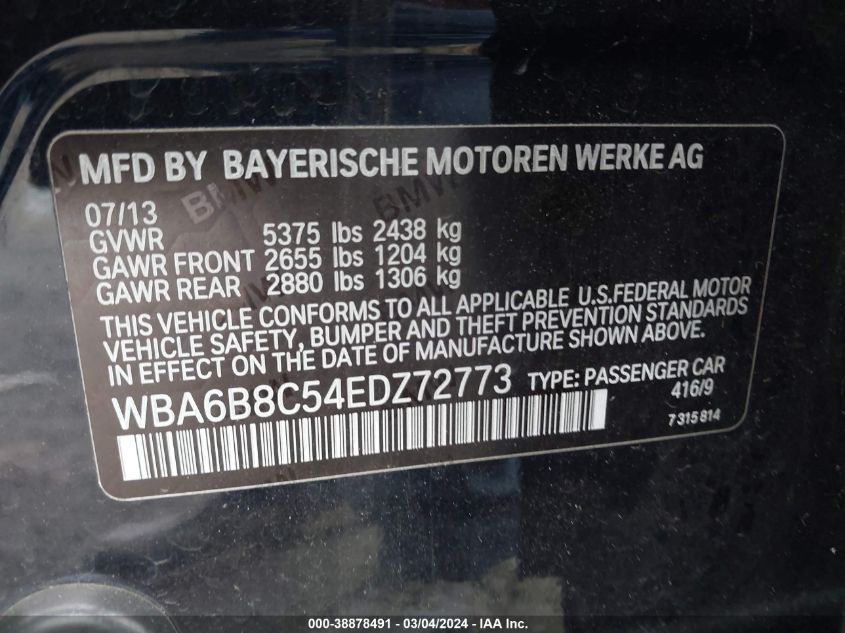 MFD BY BAYERISCHE MOTOREN WERKE AG
07/13
GVWR 5375 lbs 2438 kg
GAWR FRONT 2655 lbs 1204 kg
GAWR REAR 2880 lbs 1306 kg
THIS VEHICLE CONFORMS TO ALL APPLICABLE U.S.FEDERAL MOTOR
VEHICLE SAFETY, BUMPER AND THEFT PREVENTION STANDARDS
IN EFFECT ON THE DATE OF MANUFACTURE SHOWN ABOVE.
WBA6B8C54EDZ72773 TYPE: PASSENGER CAR
416/9
7315814
000-38878491 - 03/04/2024 - IAA Inc.